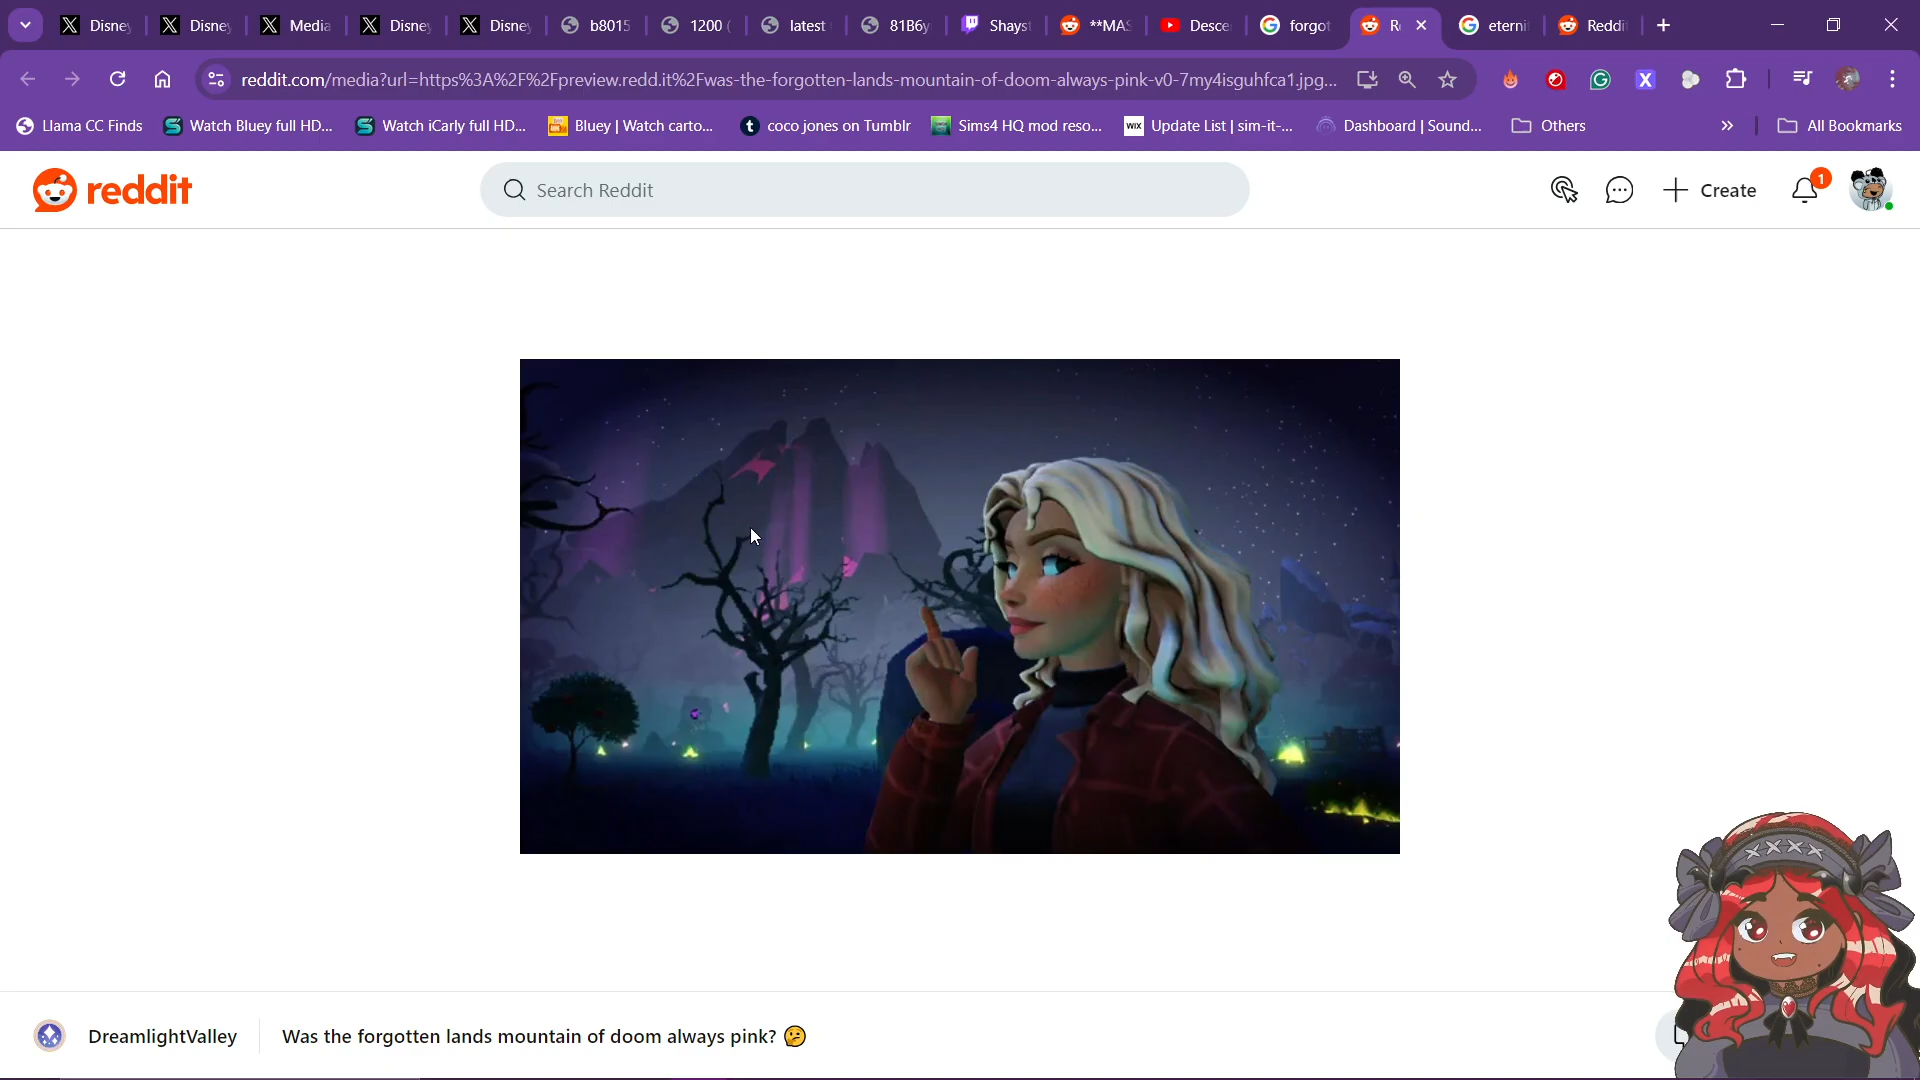 Disney
Disney
Media
Disney
Disney
b8015
1200 (
latest
81B6y
Shayst
**MAS
Desce
forgot
R
eterni
Reddi
reddit.com/media?url=https%3A%2F%2Fpreview.redd.it%2Fwas-the-forgotten-lands-mountain-of-doom-always-pink-v0-7my4isguhfca1.jpg...
Llama CC Finds
Watch Bluey full HD...
Watch iCarly full HD...
Bluey | Watch carto...
coco jones on Tumblr
Sims4 HQ mod reso...
WiX Update List | sim-it-...
Dashboard | Sound...
Others
All Bookmarks
reddit
Search Reddit
Create
1
DreamlightValley
Was the forgotten lands mountain of doom always pink? 🤔